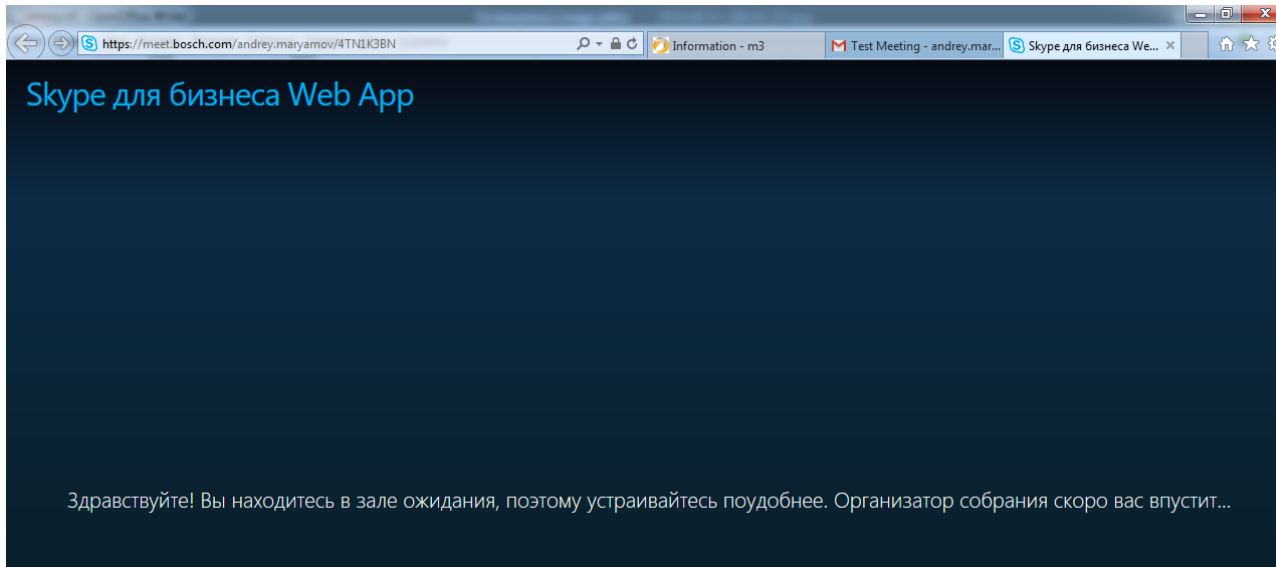 https://meet.bosch.com/andrey.maryamov/4TN1K3BN
Information - m3
Test Meeting - andrey.mar...
Skype для бизнеса We...
Skype для бизнеса Web App
Здравствуйте! Вы находитесь в зале ожидания, поэтому устраивайтесь поудобнее. Организатор собрания скоро вас впустит...